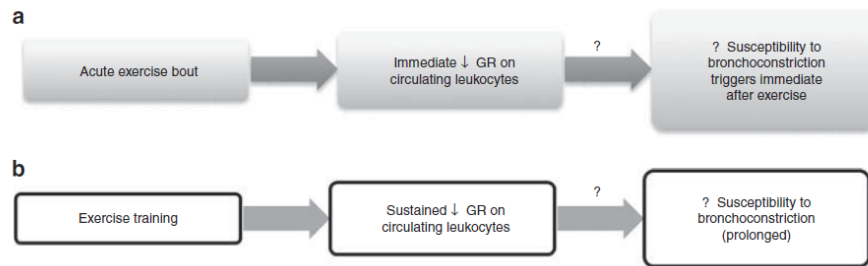 a
Acute exercise bout
Immediate ↓ GR on
circulating leukocytes
?
? Susceptibility to
bronchoconstriction
triggers immediate
after exercise
b
Exercise training
Sustained ↓ GR on
circulating leukocytes
?
? Susceptibility to
bronchoconstriction
(prolonged)